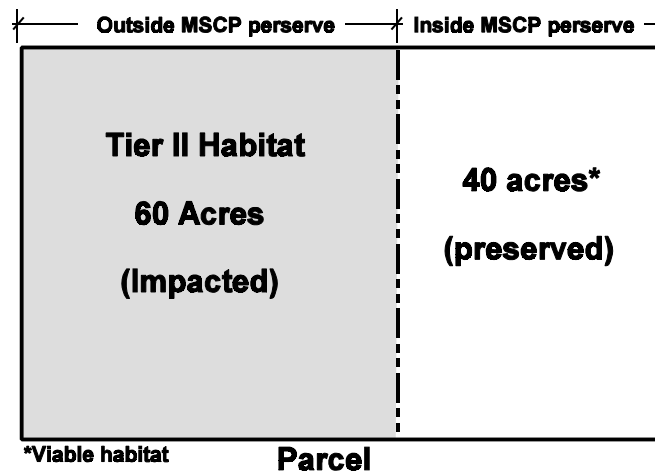 Outside MSCP perserve
Inside MSCP perserve
Tier II Habitat
60 Acres
(Impacted)
40 acres*
(preserved)
*Viable habitat
Parcel